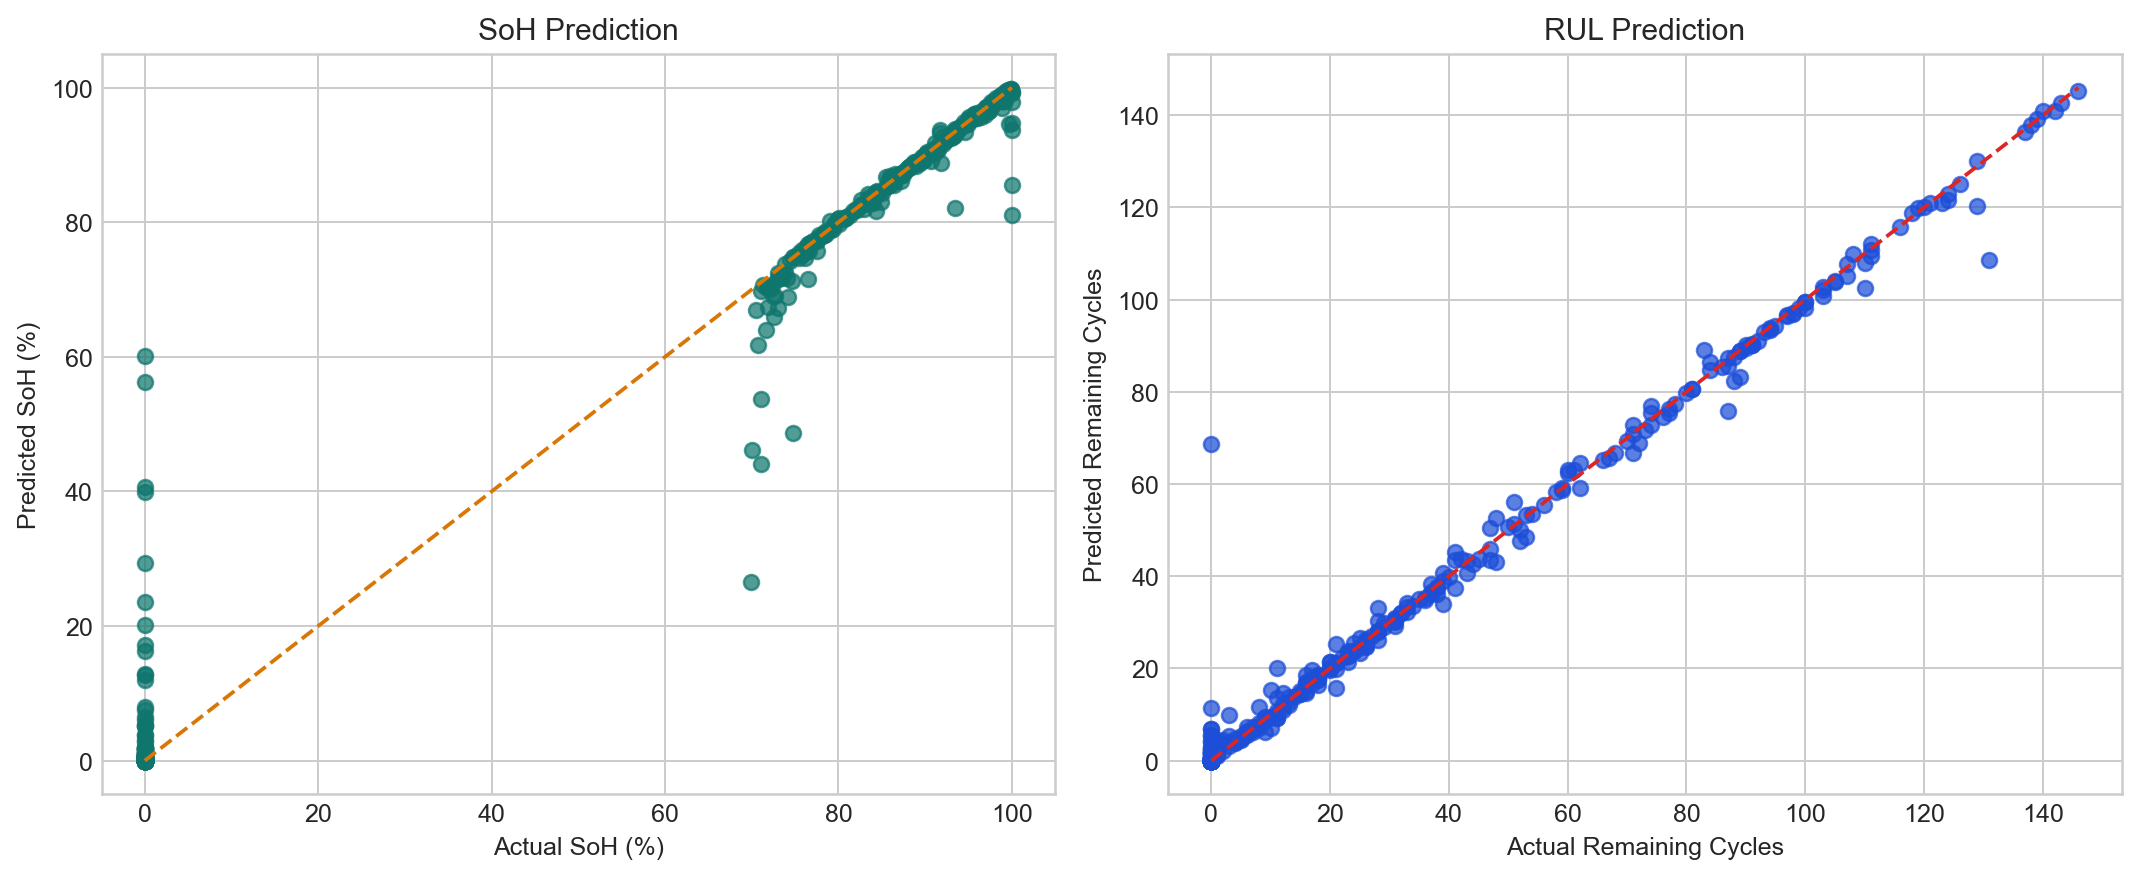 SoH Prediction
Predicted SoH (%)
100
80
60
40
20
0
0 20 40 60 80 100
Actual SoH (%)
RUL Prediction
Predicted Remaining Cycles
140
120
100
80
60
40
20
0
0 20 40 60 80 100 120 140
Actual Remaining Cycles